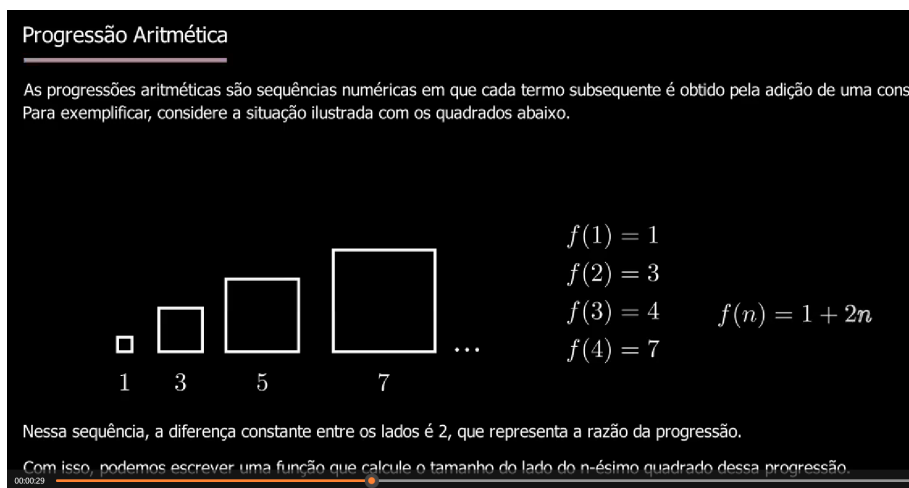 Progressão Aritmética
As progressões aritméticas são sequências numéricas em que cada termo subsequente é obtido pela adição de uma cons
Para exemplificar, considere a situação ilustrada com os quadrados abaixo.
f(1) = 1
f(2) = 3
f(3) = 4
f(n) = 1 + 2n
f(4) = 7
...
1 3 5 7
Nessa sequência, a diferença constante entre os lados é 2, que representa a razão da progressão.
Com isso, podemos escrever uma função que calcule o tamanho do lado do n-ésimo quadrado dessa progressão.
00:00:29